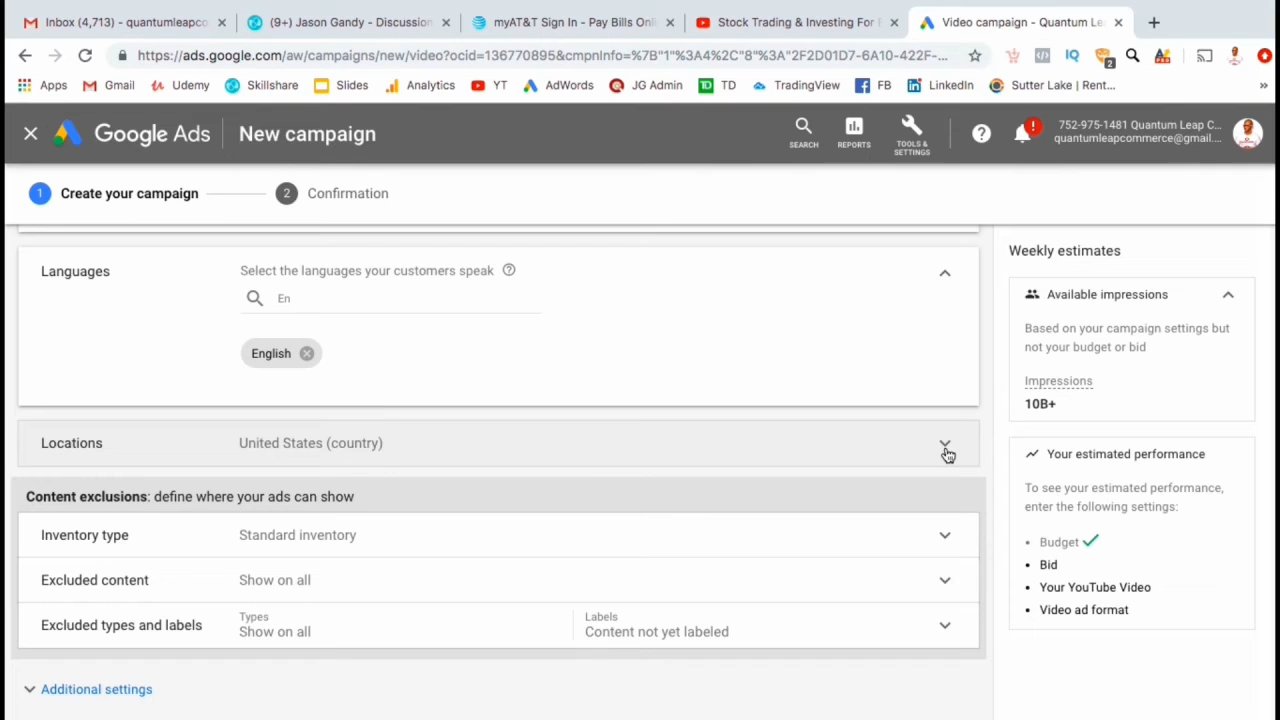 Inbox (4,713) - quantumleapco
(9+) Jason Gandy - Discussion
myAT&T Sign In - Pay Bills Onli
Stock Trading & Investing For
Video campaign - Quantum Le
https://ads.google.com/aw/campaigns/new/video?ocid=136770895&cmpnInfo=%7B"1"%3A4%2C"8"%3A"2F2D01D7-6A10-422F-...
IQ
2
Apps
Gmail
Udemy
Skillshare
Slides
Analytics
YT
AdWords
JG Admin
TD
TradingView
FB
LinkedIn
Sutter Lake | Rent...
»
Google Ads
New campaign
SEARCH
REPORTS
TOOLS &
SETTINGS
!
752-975-1481 Quantum Leap C...
quantumleapcommerce@gmail....
1 Create your campaign
2 Confirmation
Languages
Select the languages your customers speak
En
English
Locations
United States (country)
Content exclusions: define where your ads can show
Inventory type
Standard inventory
Excluded content
Show on all
Excluded types and labels
Types
Show on all
Labels
Content not yet labeled
Additional settings
Weekly estimates
Available impressions
Based on your campaign settings but
not your budget or bid
Impressions
10B+
Your estimated performance
To see your estimated performance,
enter the following settings:
• Budget
• Bid
• Your YouTube Video
• Video ad format